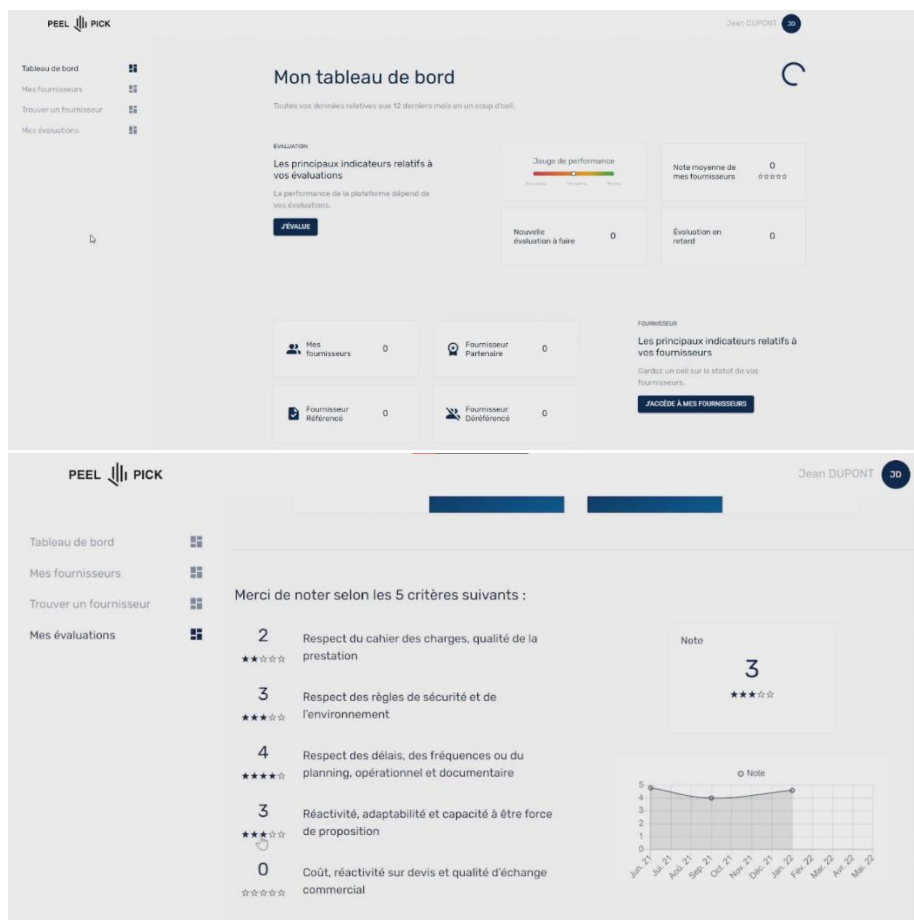 PEEL PICK
Jean DUPONT JD
Tableau de bord
Mes fournisseurs
Trouver un fournisseur
Mes évaluations
Mon tableau de bord
Toutes vos données relatives aux 12 derniers mois en un coup d'oeil.
ÉVALUATION
Les principaux indicateurs relatifs à
vos évaluations
La performance de la plateforme dépend de
vos évaluations.
J'ÉVALUE
Jauge de performance
Note moyenne de
mes fournisseurs
0
Nouvelle
évaluation à faire
0
Évaluation en
retard
0
Mes
fournisseurs
0
Fournisseur
Partenaire
0
Fournisseur
Référencé
0
Fournisseur
Déréférencé
0
FOURNISSEUR
Les principaux indicateurs relatifs à
vos fournisseurs
Gardez un oeil sur le statut de vos
fournisseurs.
J'ACCÈDE À MES FOURNISSEURS
PEEL PICK
Jean DUPONT JD
Tableau de bord
Mes fournisseurs
Trouver un fournisseur
Mes évaluations
Merci de noter selon les 5 critères suivants :
2
Respect du cahier des charges, qualité de la
prestation
3
Respect des règles de sécurité et de
l'environnement
4
Respect des délais, des fréquences ou du
planning, opérationnel et documentaire
3
Réactivité, adaptabilité et capacité à être force
de proposition
0
Coût, réactivité sur devis et qualité d'échange
commercial
Note
3
Note
5
4
3
2
1
0
Jun. 21
Jul. 21
Aoû. 21
Sep. 21
Oct. 21
Nov. 21
Déc. 21
Jan. 22
Fév. 22
Mar. 22
Avr. 22
Mai. 22